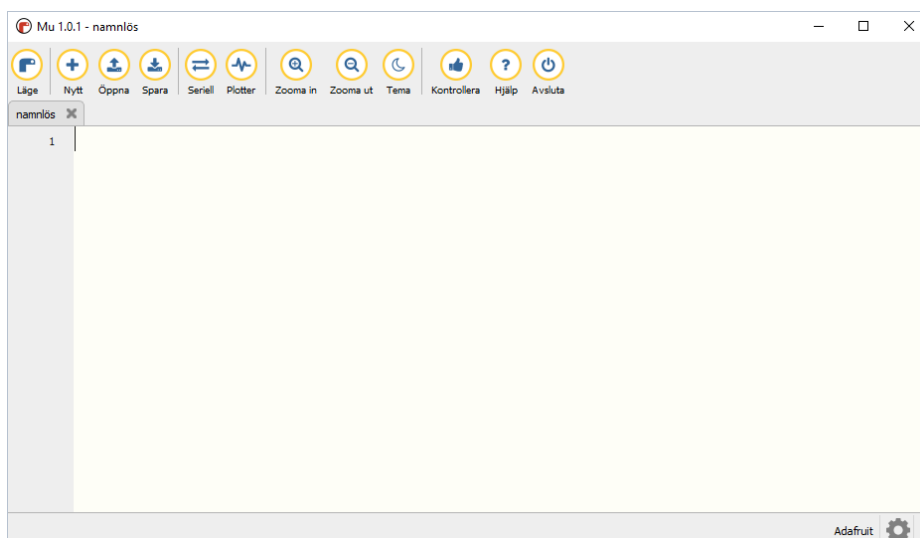 Mu 1.0.1 - namnlös
Läge Nytt Öppna Spara Seriell Plotter Zooma in Zooma ut Tema Kontrollera Hjälp Avsluta
namnlös
1
Adafruit